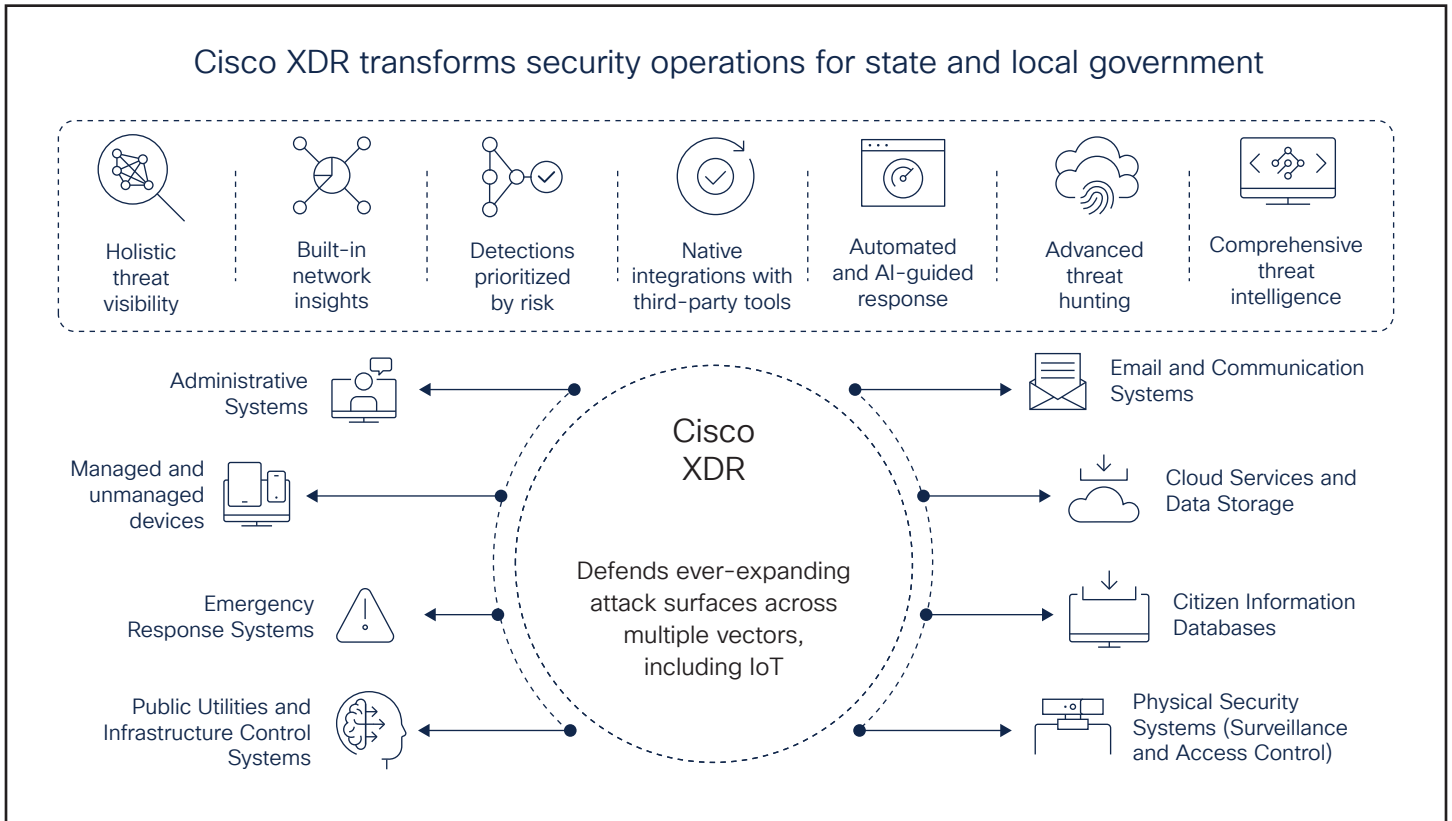 Cisco XDR transforms security operations for state and local government
Holistic
threat
visibility
Built-in
network
insights
Detections
prioritized
by risk
Native
integrations with
third-party tools
Automated
and AI-guided
response
Advanced
threat
hunting
Comprehensive
threat
intelligence
Administrative
Systems
Managed and
unmanaged
devices
Emergency
Response Systems
Public Utilities and
Infrastructure Control
Systems
Cisco
XDR
Defends ever-expanding
attack surfaces across
multiple vectors,
including IoT
Email and Communication
Systems
Cloud Services and
Data Storage
Citizen Information
Databases
Physical Security
Systems (Surveillance
and Access Control)